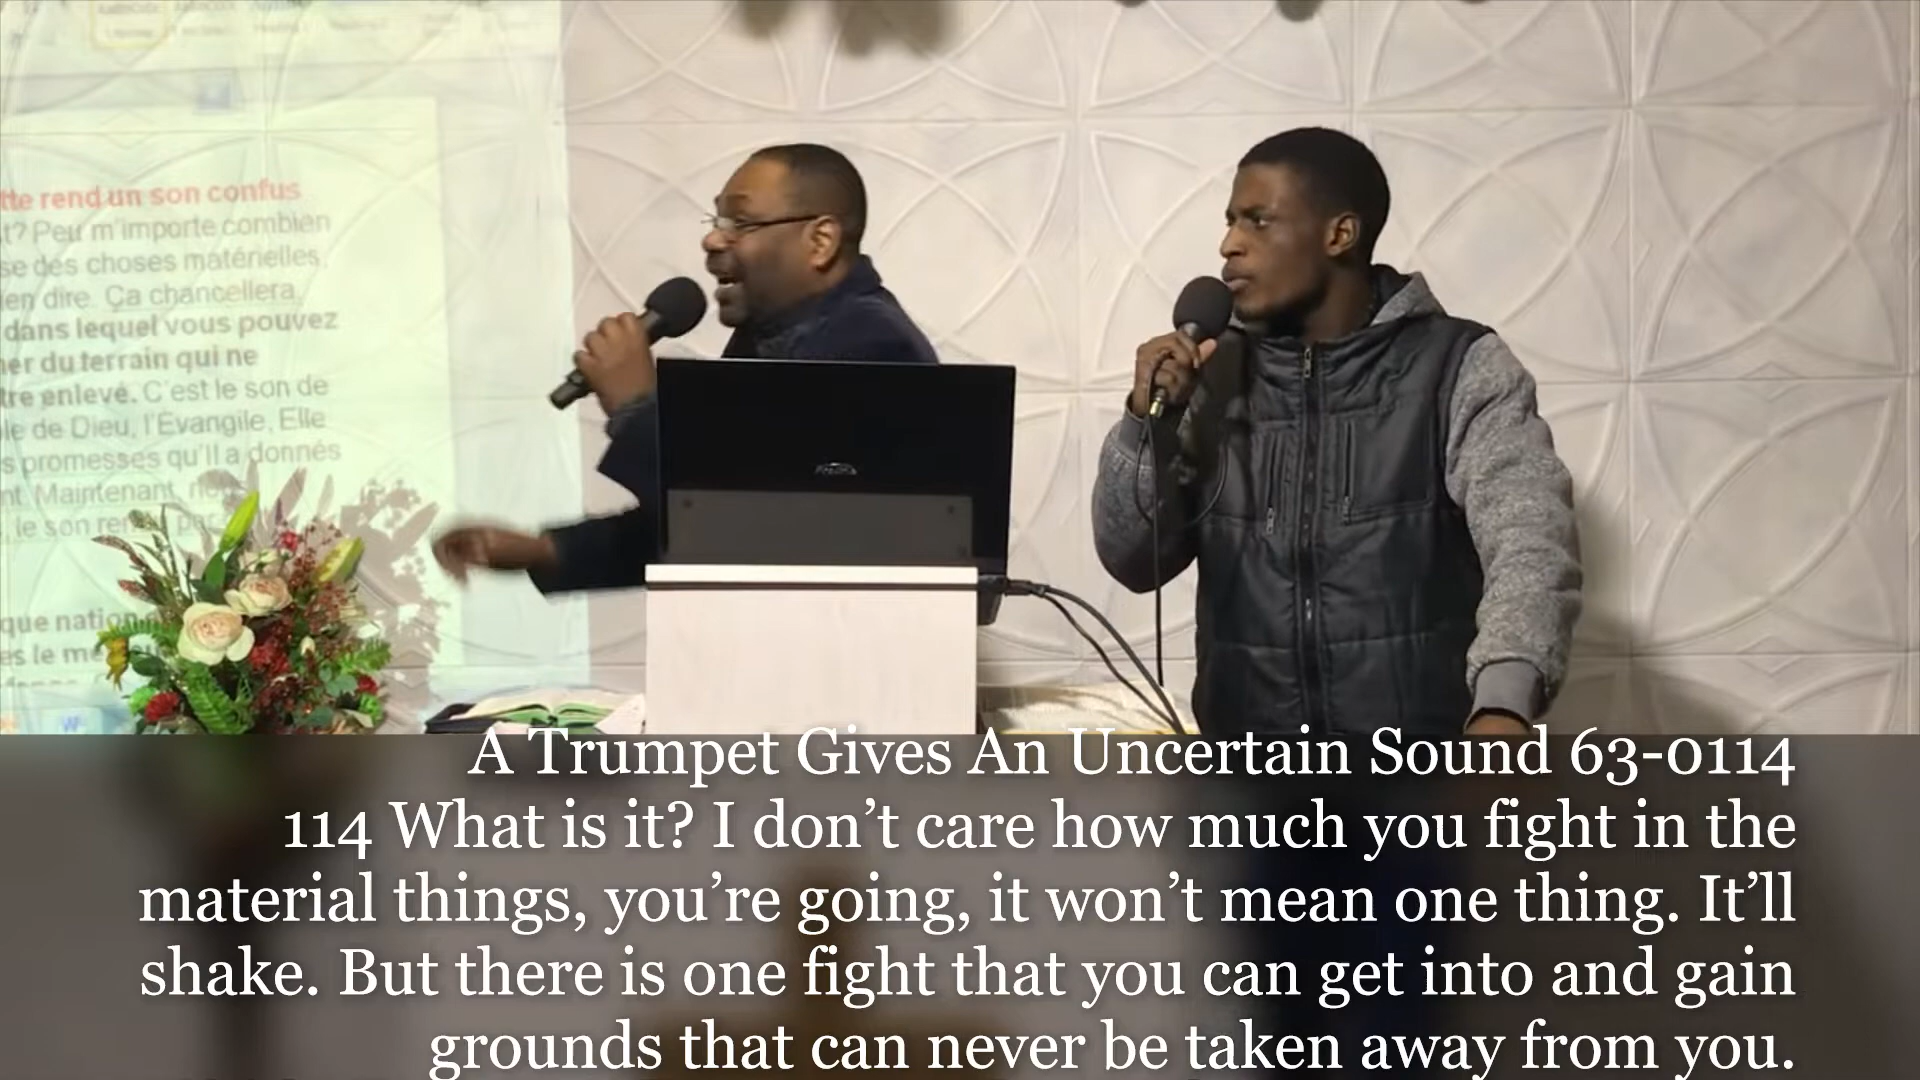 tte rend un son confus
t? Peu m'importe combien
se des choses matérielles,
ien dire. Ça chancellera.
dans lequel vous pouvez
ner du terrain qui ne
tre enlevé. C'est le son de
le de Dieu, l'Evangile, Elle
s promesses qu'Il a donnés
nt. Maintenant,
le son
que nation
es le
A Trumpet Gives An Uncertain Sound 63-0114
114 What is it? I don’t care how much you fight in the
material things, you’re going, it won’t mean one thing. It’ll
shake. But there is one fight that you can get into and gain
grounds that can never be taken away from you.